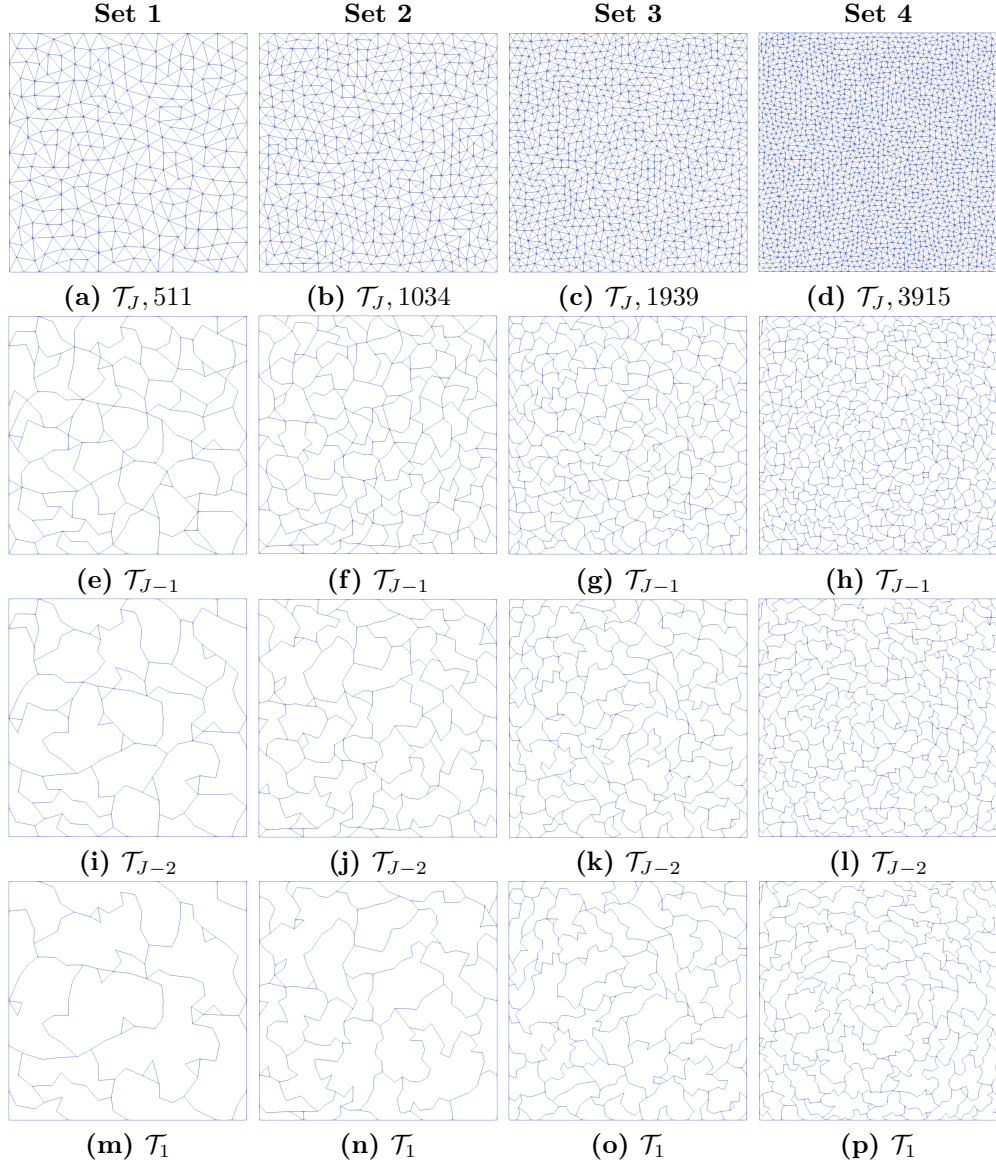 Set 1 Set 2 Set 3 Set 4
(a) 𝒯_J, 511 (b) 𝒯_J, 1034 (c) 𝒯_J, 1939 (d) 𝒯_J, 3915
(e) 𝒯_{J−1} (f) 𝒯_{J−1} (g) 𝒯_{J−1} (h) 𝒯_{J−1}
(i) 𝒯_{J−2} (j) 𝒯_{J−2} (k) 𝒯_{J−2} (l) 𝒯_{J−2}
(m) 𝒯_1 (n) 𝒯_1 (o) 𝒯_1 (p) 𝒯_1